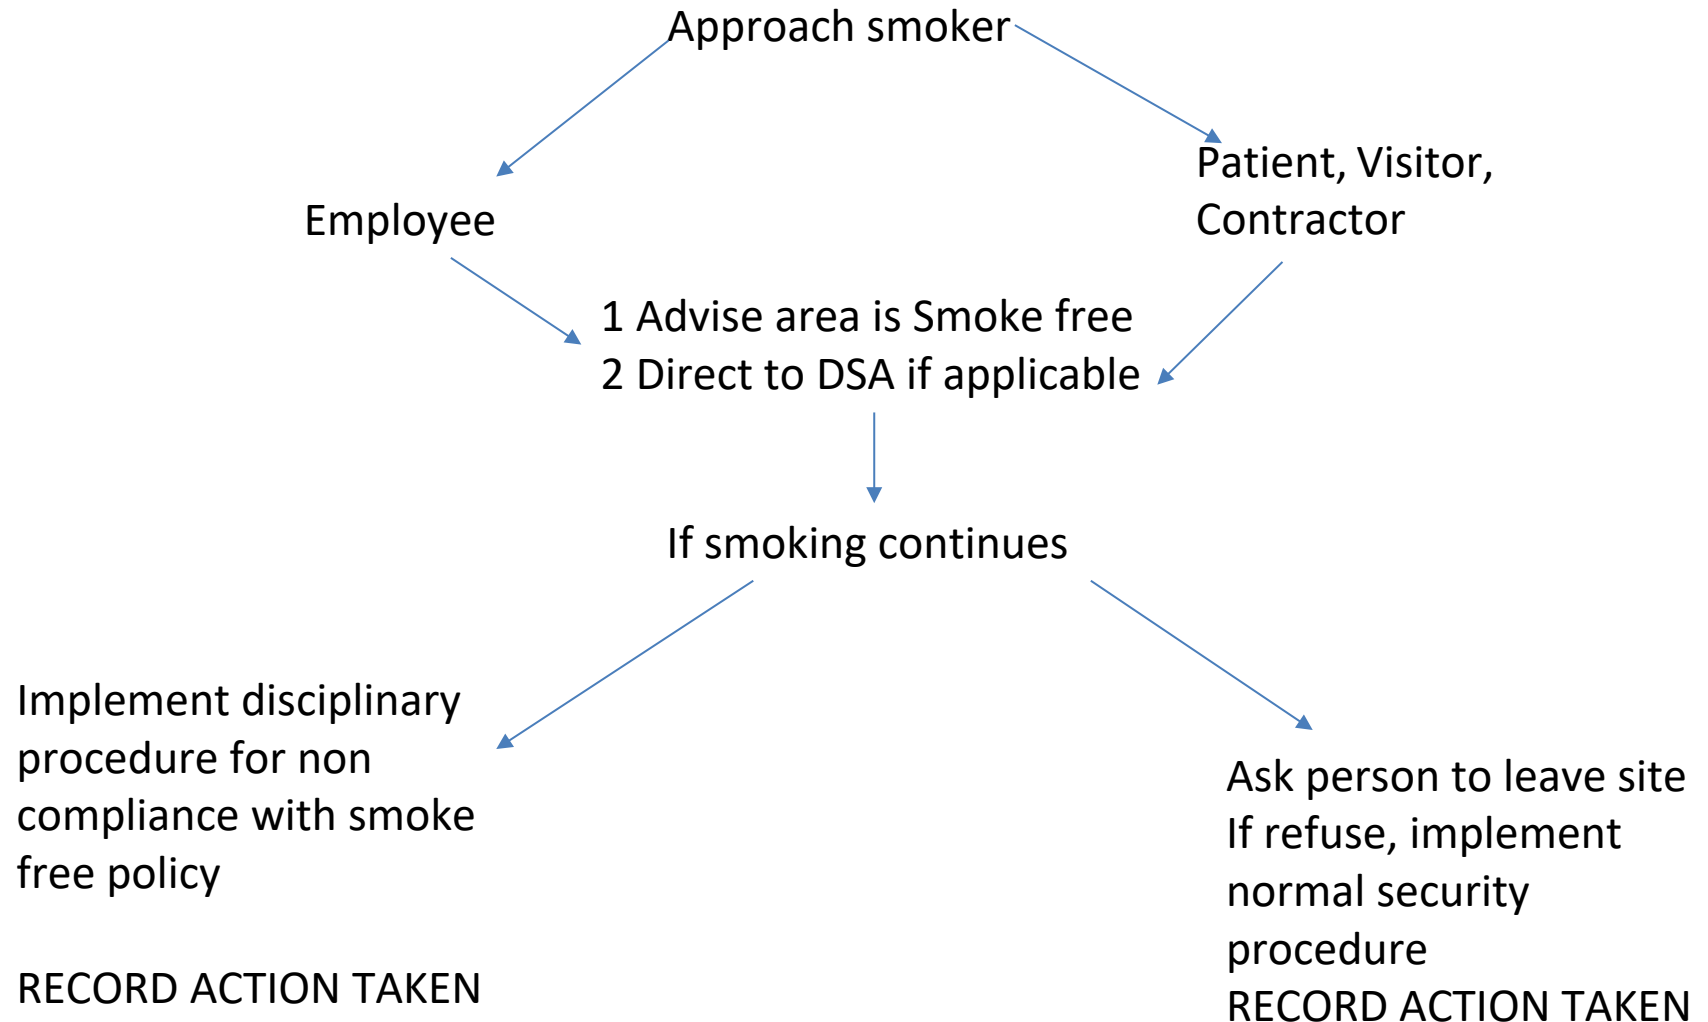 Approach smoker
Employee
Patient, Visitor,
Contractor
1 Advise area is Smoke free
2 Direct to DSA if applicable
If smoking continues
Implement disciplinary
procedure for non
compliance with smoke
free policy
RECORD ACTION TAKEN
Ask person to leave site
If refuse, implement
normal security
procedure
RECORD ACTION TAKEN